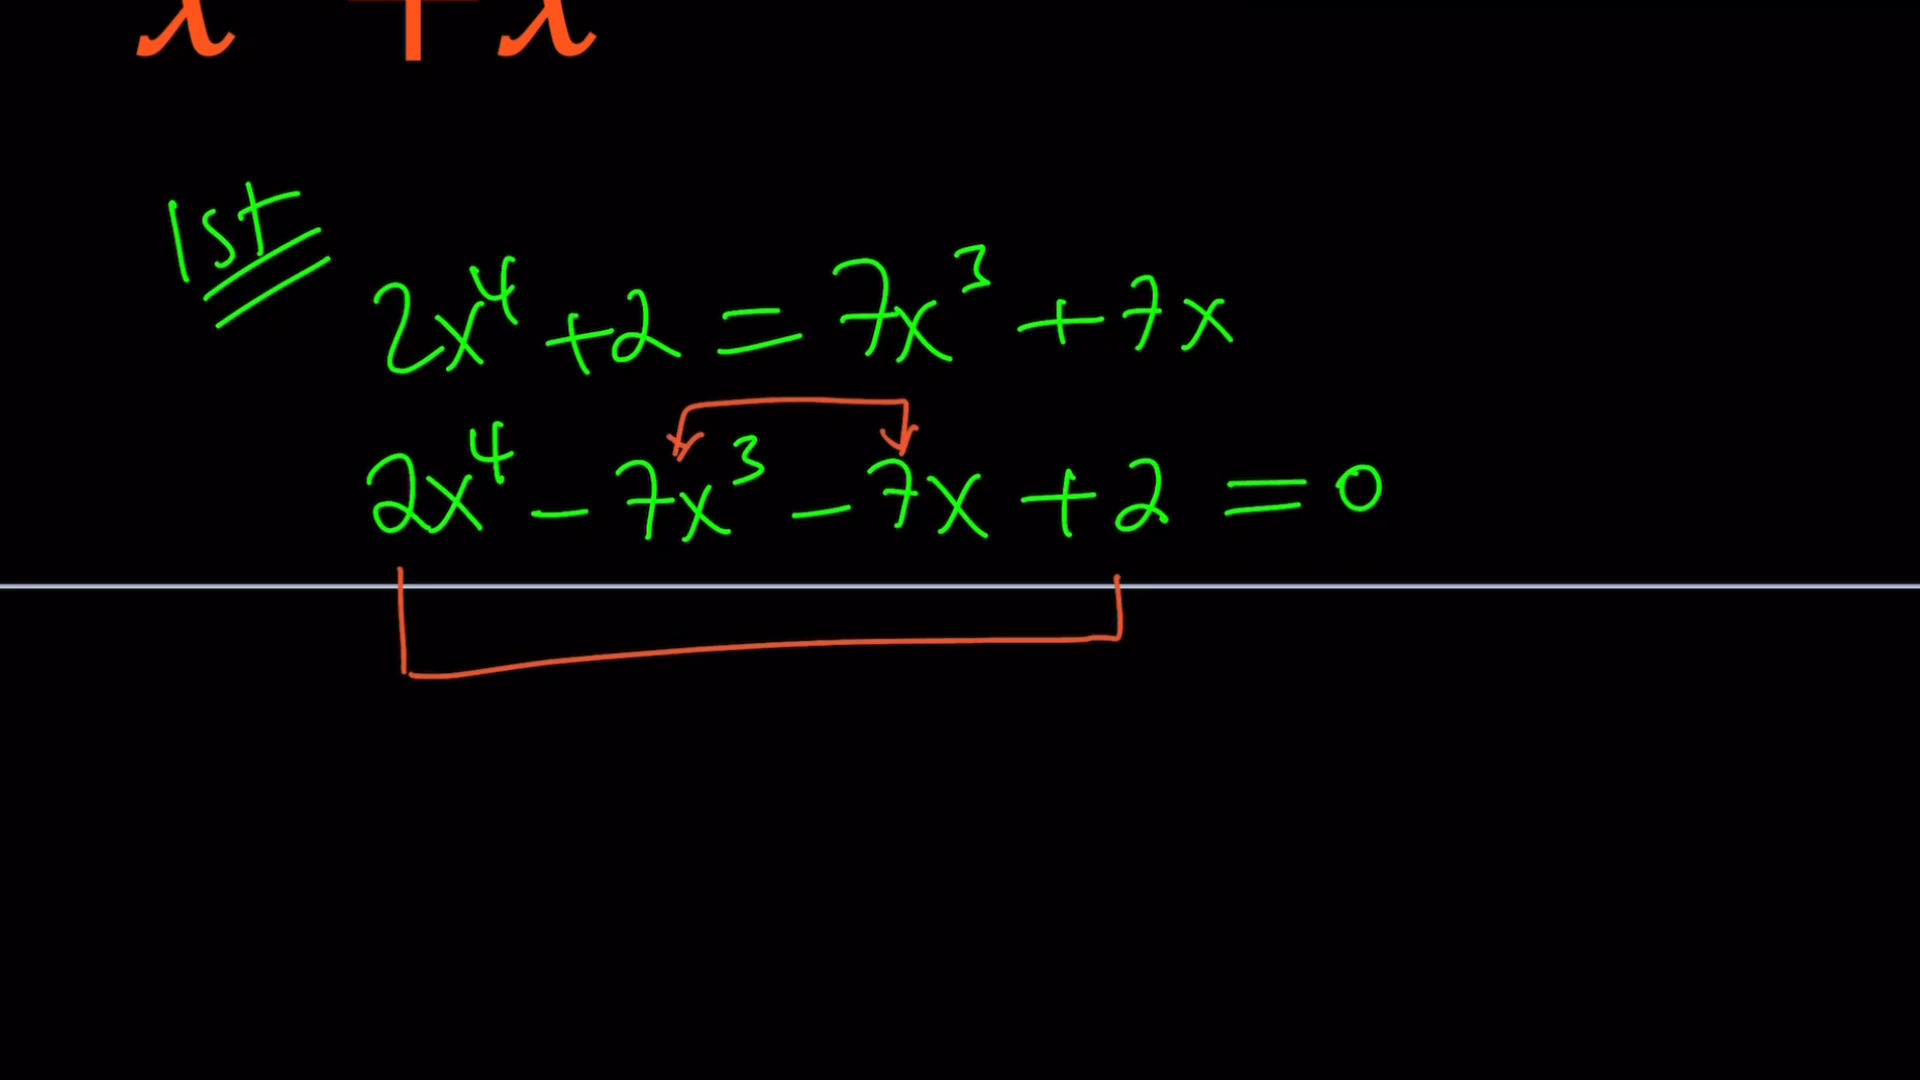 x + x
1st
2x⁴ + 2 = 7x³ + 7x
2x⁴ - 7x³ - 7x + 2 = 0